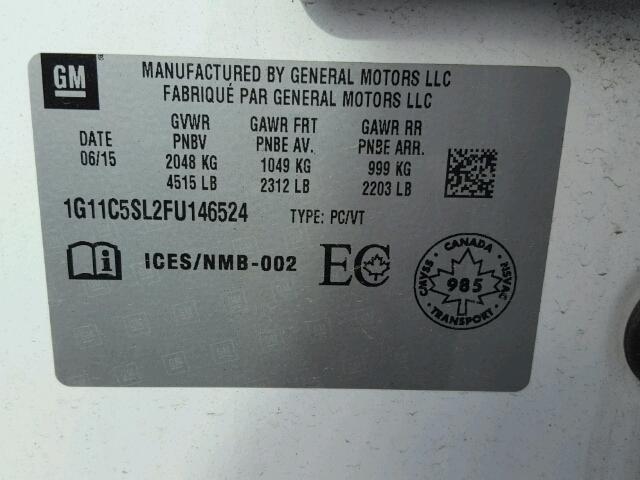 GM
MANUFACTURED BY GENERAL MOTORS LLC
FABRIQUÉ PAR GENERAL MOTORS LLC
DATE
06/15
GVWR
PNBV
2048 KG
4515 LB
GAWR FRT
PNBE AV.
1049 KG
2312 LB
GAWR RR
PNBE ARR.
999 KG
2203 LB
1G11C5SL2FU146524 TYPE: PC/VT
i ICES/NMB-002 EC
CANADA
CMVSS
985
NSVAC
TRANSPORT